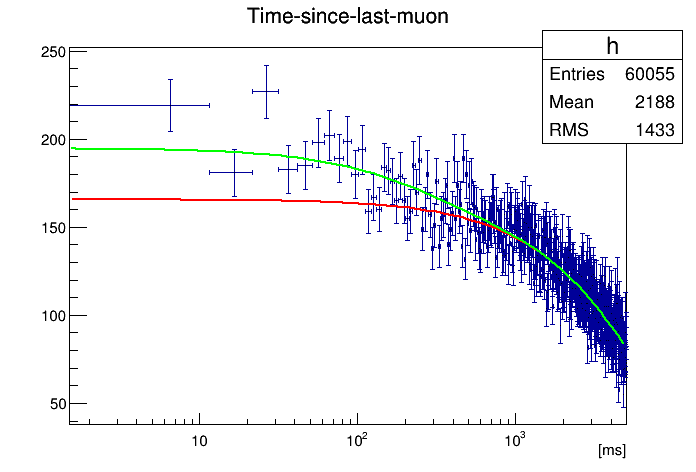 Time-since-last-muon
h
Entries 60055
Mean 2188
RMS 1433
250
200
150
100
50
10
10²
10³
[ms]